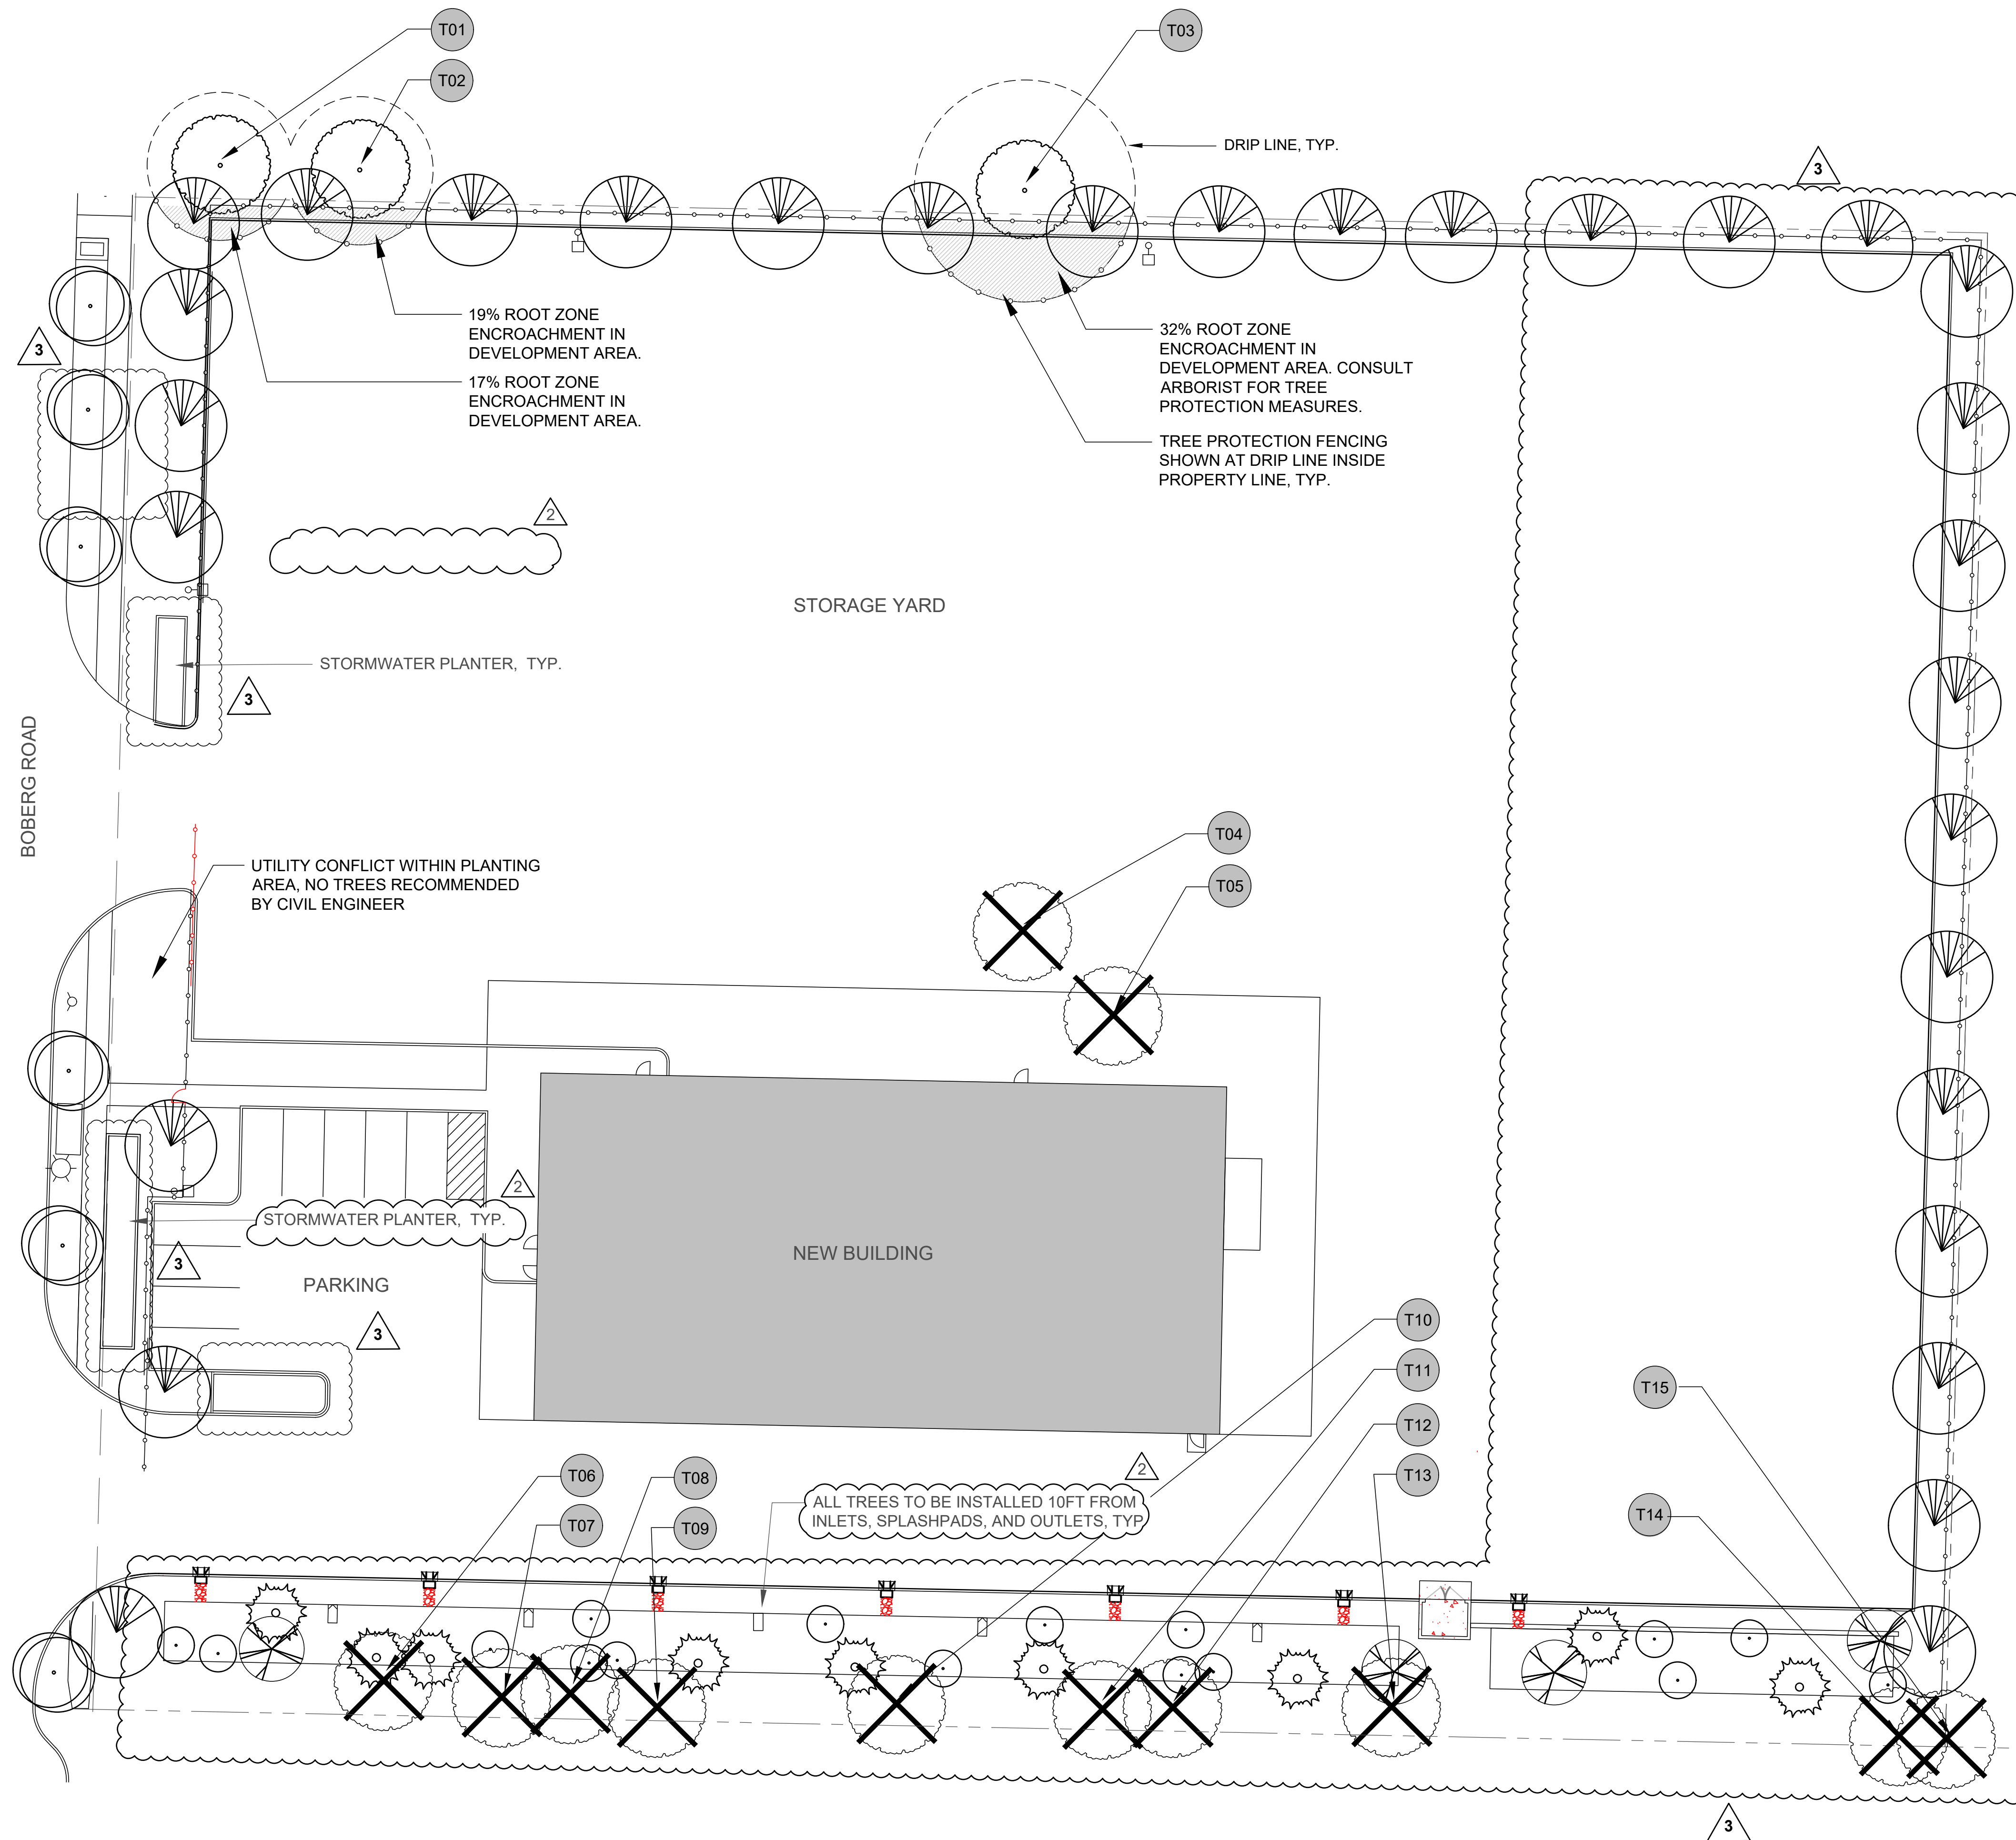 T01
T02
T03
DRIP LINE, TYP.
3
19% ROOT ZONE
ENCROACHMENT IN
DEVELOPMENT AREA.
17% ROOT ZONE
ENCROACHMENT IN
DEVELOPMENT AREA.
32% ROOT ZONE
ENCROACHMENT IN
DEVELOPMENT AREA. CONSULT
ARBORIST FOR TREE
PROTECTION MEASURES.
TREE PROTECTION FENCING
SHOWN AT DRIP LINE INSIDE
PROPERTY LINE, TYP.
3
2
STORAGE YARD
STORMWATER PLANTER, TYP.
3
BOBERG ROAD
T04
T05
UTILITY CONFLICT WITHIN PLANTING
AREA, NO TREES RECOMMENDED
BY CIVIL ENGINEER
2
STORMWATER PLANTER, TYP.
3
PARKING
3
NEW BUILDING
T10
T11
T12
T13
T15
T14
T06
T07
T08
T09
2
ALL TREES TO BE INSTALLED 10FT FROM
INLETS, SPLASHPADS, AND OUTLETS, TYP
3